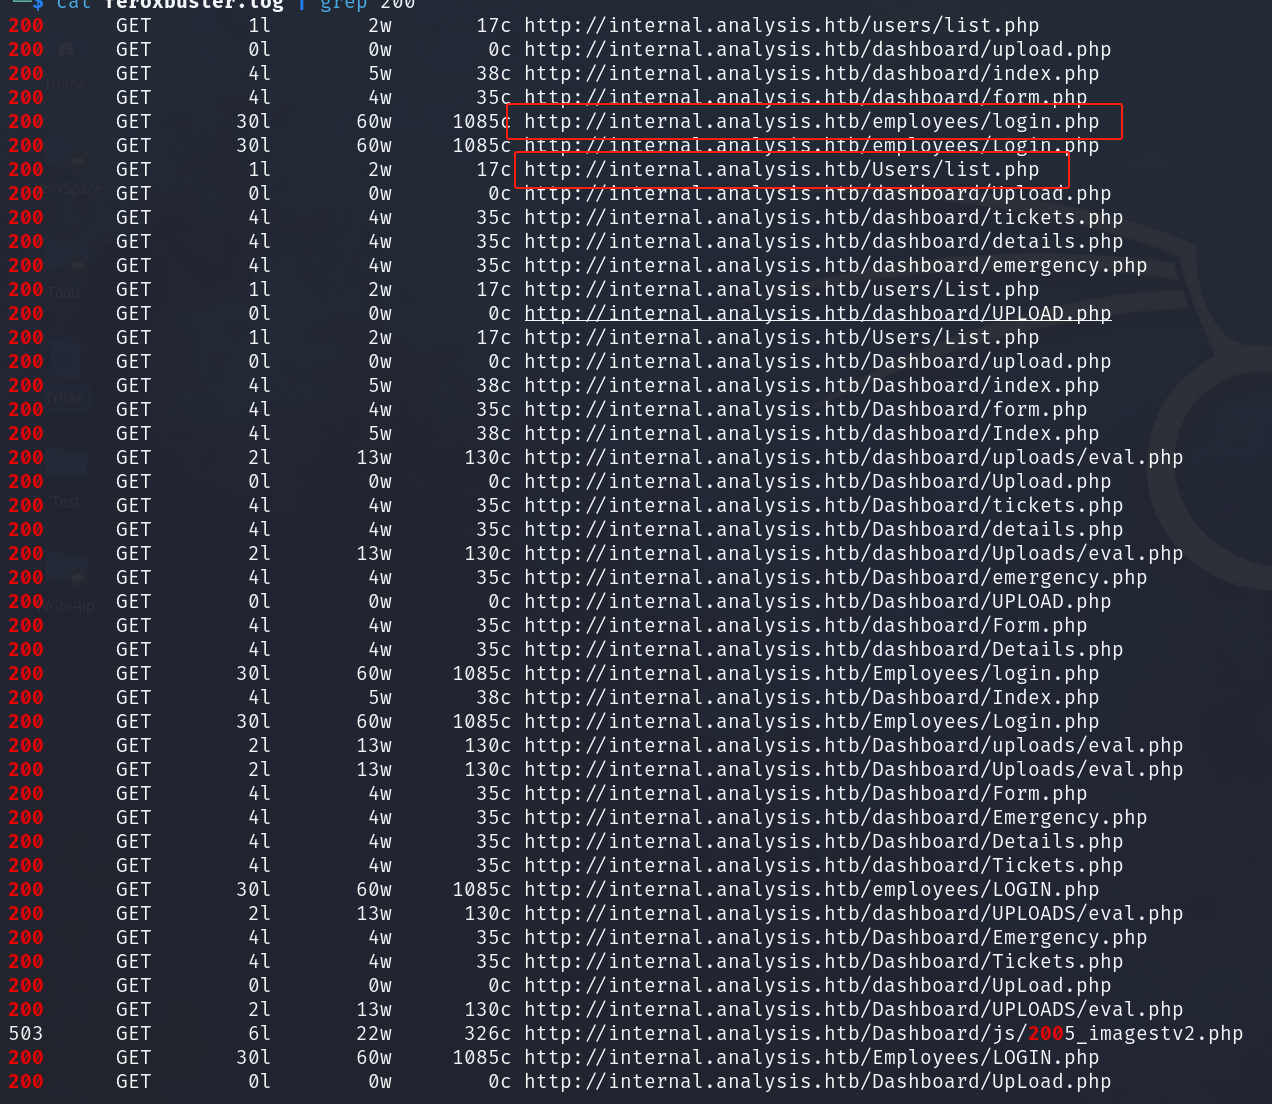 $ cat feroxbuster.log | grep 200
200 GET 1l 2w 17c http://internal.analysis.htb/users/list.php
200 GET 0l 0w 0c http://internal.analysis.htb/dashboard/upload.php
200 GET 4l 5w 38c http://internal.analysis.htb/dashboard/index.php
200 GET 4l 4w 35c http://internal.analysis.htb/dashboard/form.php
200 GET 30l 60w 1085c http://internal.analysis.htb/employees/login.php
200 GET 30l 60w 1085c http://internal.analysis.htb/employees/Login.php
200 GET 1l 2w 17c http://internal.analysis.htb/Users/list.php
200 GET 0l 0w 0c http://internal.analysis.htb/dashboard/Upload.php
200 GET 4l 4w 35c http://internal.analysis.htb/dashboard/tickets.php
200 GET 4l 4w 35c http://internal.analysis.htb/dashboard/details.php
200 GET 4l 4w 35c http://internal.analysis.htb/dashboard/emergency.php
200 GET 1l 2w 17c http://internal.analysis.htb/users/List.php
200 GET 0l 0w 0c http://internal.analysis.htb/dashboard/UPLOAD.php
200 GET 1l 2w 17c http://internal.analysis.htb/Users/List.php
200 GET 0l 0w 0c http://internal.analysis.htb/Dashboard/upload.php
200 GET 4l 5w 38c http://internal.analysis.htb/Dashboard/index.php
200 GET 4l 4w 35c http://internal.analysis.htb/Dashboard/form.php
200 GET 4l 5w 38c http://internal.analysis.htb/dashboard/Index.php
200 GET 2l 13w 130c http://internal.analysis.htb/dashboard/uploads/eval.php
200 GET 0l 0w 0c http://internal.analysis.htb/Dashboard/Upload.php
200 GET 4l 4w 35c http://internal.analysis.htb/Dashboard/tickets.php
200 GET 4l 4w 35c http://internal.analysis.htb/Dashboard/details.php
200 GET 2l 13w 130c http://internal.analysis.htb/dashboard/Uploads/eval.php
200 GET 4l 4w 35c http://internal.analysis.htb/Dashboard/emergency.php
200 GET 0l 0w 0c http://internal.analysis.htb/Dashboard/UPLOAD.php
200 GET 4l 4w 35c http://internal.analysis.htb/dashboard/Form.php
200 GET 4l 4w 35c http://internal.analysis.htb/dashboard/Details.php
200 GET 30l 60w 1085c http://internal.analysis.htb/Employees/login.php
200 GET 4l 5w 38c http://internal.analysis.htb/Dashboard/Index.php
200 GET 30l 60w 1085c http://internal.analysis.htb/Employees/Login.php
200 GET 2l 13w 130c http://internal.analysis.htb/Dashboard/uploads/eval.php
200 GET 2l 13w 130c http://internal.analysis.htb/Dashboard/Uploads/eval.php
200 GET 4l 4w 35c http://internal.analysis.htb/Dashboard/Form.php
200 GET 4l 4w 35c http://internal.analysis.htb/dashboard/Emergency.php
200 GET 4l 4w 35c http://internal.analysis.htb/Dashboard/Details.php
200 GET 4l 4w 35c http://internal.analysis.htb/dashboard/Tickets.php
200 GET 30l 60w 1085c http://internal.analysis.htb/employees/LOGIN.php
200 GET 2l 13w 130c http://internal.analysis.htb/dashboard/UPLOADS/eval.php
200 GET 4l 4w 35c http://internal.analysis.htb/Dashboard/Emergency.php
200 GET 4l 4w 35c http://internal.analysis.htb/Dashboard/Tickets.php
200 GET 0l 0w 0c http://internal.analysis.htb/dashboard/UpLoad.php
200 GET 2l 13w 130c http://internal.analysis.htb/Dashboard/UPLOADS/eval.php
503 GET 6l 22w 326c http://internal.analysis.htb/Dashboard/js/2005_imagestv2.php
200 GET 30l 60w 1085c http://internal.analysis.htb/Employees/LOGIN.php
200 GET 0l 0w 0c http://internal.analysis.htb/Dashboard/UpLoad.php
Home
Tools
Tricks
Test
Write-up